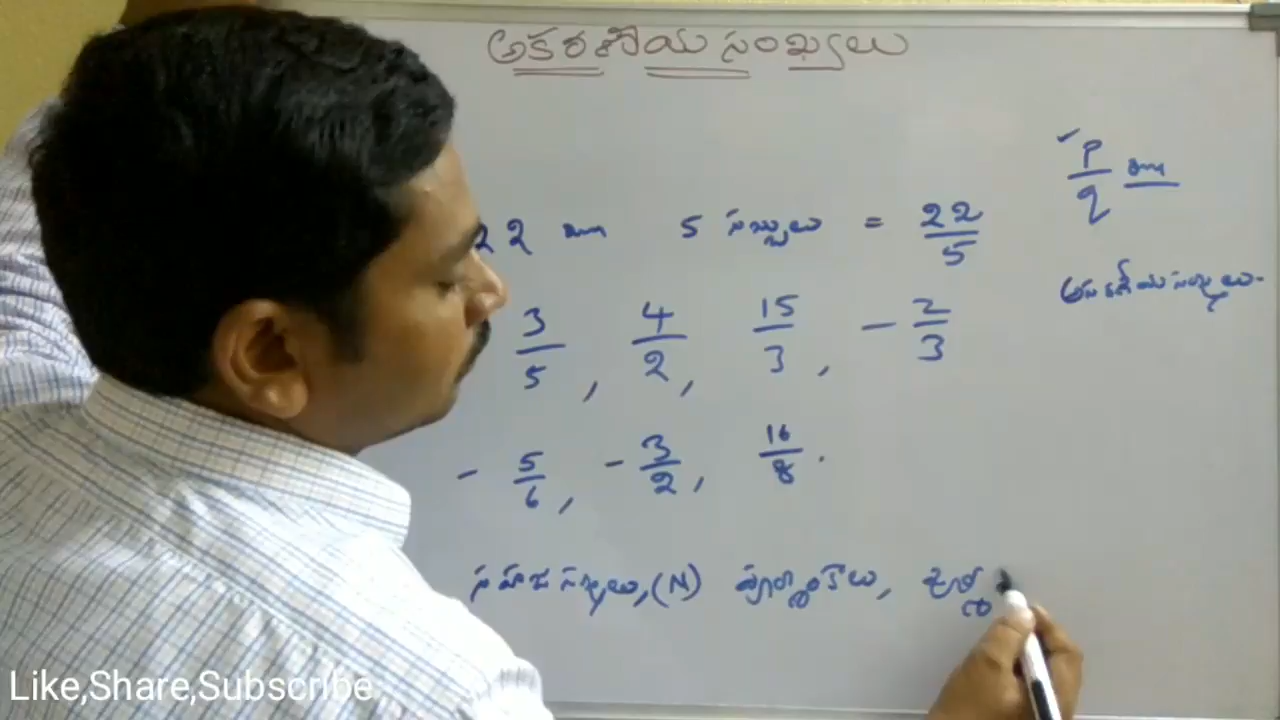 అకరణీయ సంఖ్యలు
p/q
22 5 సబ్బులు = 22/5
అకరణీయ సంఖ్యలు.
3/5, 4/2, 15/3, -2/3
-5/6, -3/2, 16/8.
సహజ సంఖ్యలు, (N) పూర్ణాంకాలు, పూర్ణ
Like,Share,Subscribe